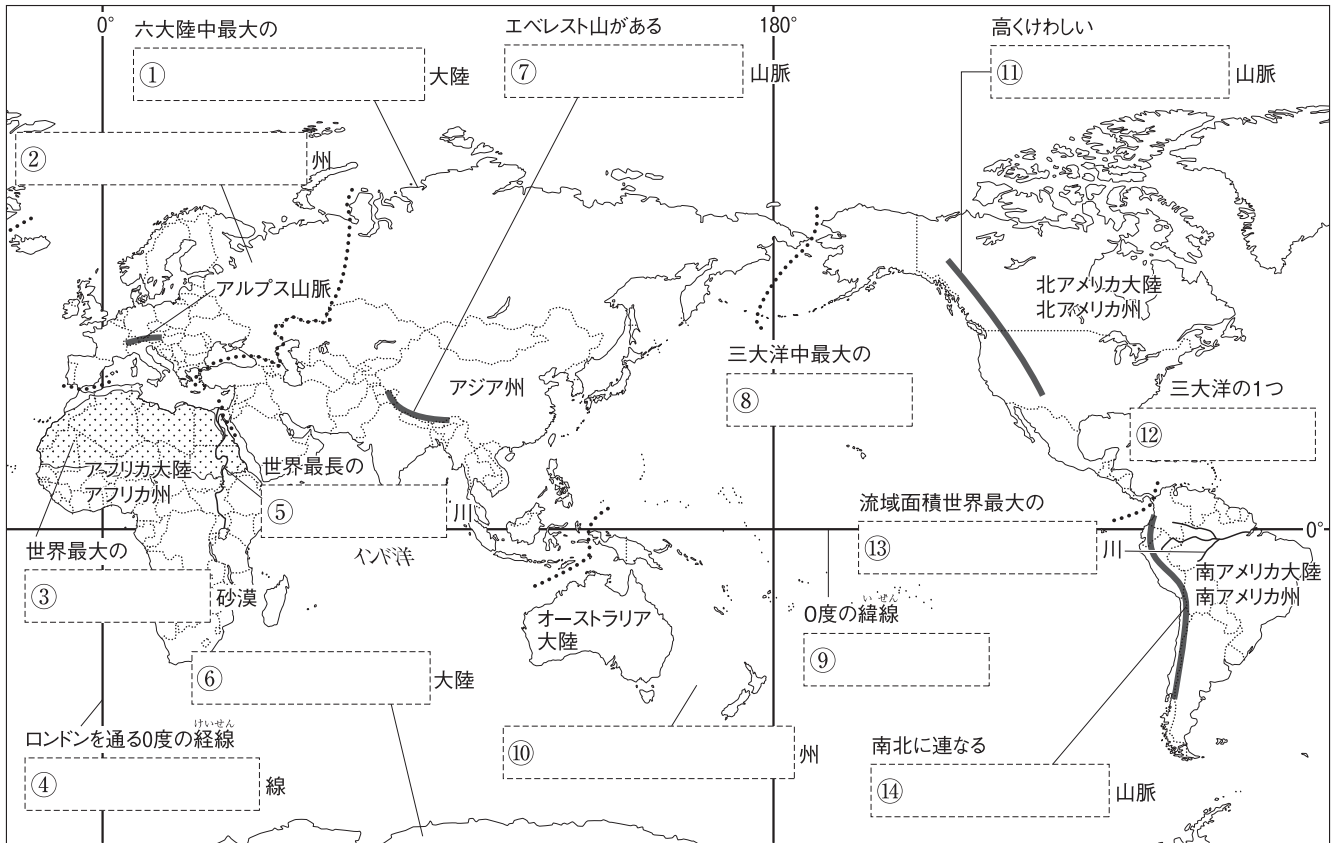 0°
六大陸中最大の
① 大陸
エベレスト山がある
⑦ 山脈
180°
高くけわしい
⑪ 山脈
② 州
アルプス山脈
北アメリカ大陸
北アメリカ州
アジア州
三大洋中最大の
⑧
三大洋の1つ
⑫
アフリカ大陸
アフリカ州
世界最長の
⑤ 川
流域面積世界最大の
⑬ 川
0°
インド洋
世界最大の
③ 砂漠
南アメリカ大陸
南アメリカ州
オーストラリア
大陸
いせん
0度の緯線
⑨
⑥ 大陸
けいせん
ロンドンを通る0度の経線
④ 線
⑩ 州
南北に連なる
⑭ 山脈